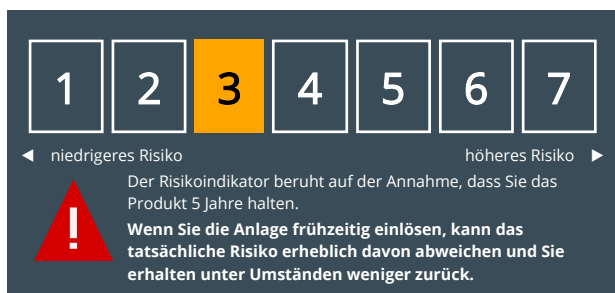 1 2 3 4 5 6 7
◄ niedrigeres Risiko höheres Risiko ►
Der Risikoindikator beruht auf der Annahme, dass Sie das
Produkt 5 Jahre halten.
Wenn Sie die Anlage frühzeitig einlösen, kann das
tatsächliche Risiko erheblich davon abweichen und Sie
erhalten unter Umständen weniger zurück.
!